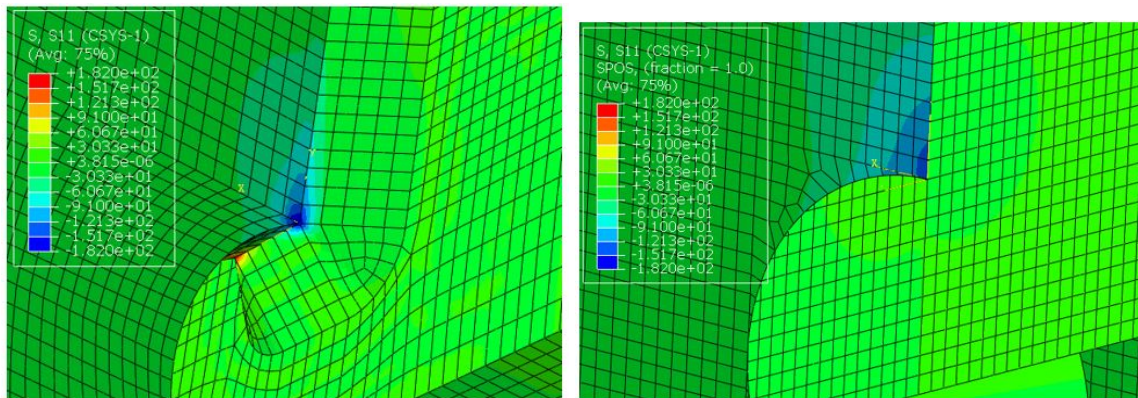 S, S11 (CSYS-1)
(Avg: 75%)
+1.820e+02
+1.517e+02
+1.213e+02
+9.100e+01
+6.067e+01
+3.033e+01
+3.815e-06
-3.033e+01
-6.067e+01
-9.100e+01
-1.213e+02
-1.517e+02
-1.820e+02
X
Y
S, S11 (CSYS-1)
SPOS, (fraction = 1.0)
(Avg: 75%)
+1.820e+02
+1.517e+02
+1.213e+02
+9.100e+01
+6.067e+01
+3.033e+01
+3.815e-06
-3.033e+01
-6.067e+01
-9.100e+01
-1.213e+02
-1.517e+02
-1.820e+02
X